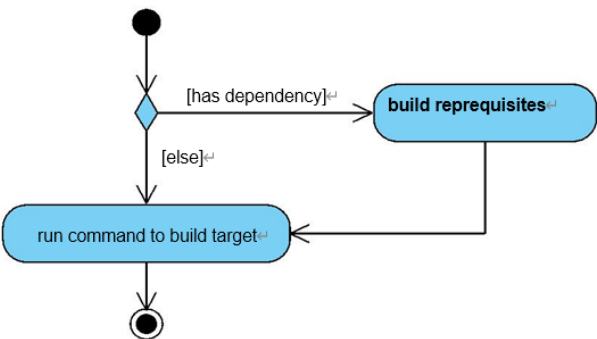 [has dependency]↵
build reprequisites↵
[else]↵
run command to build target↵